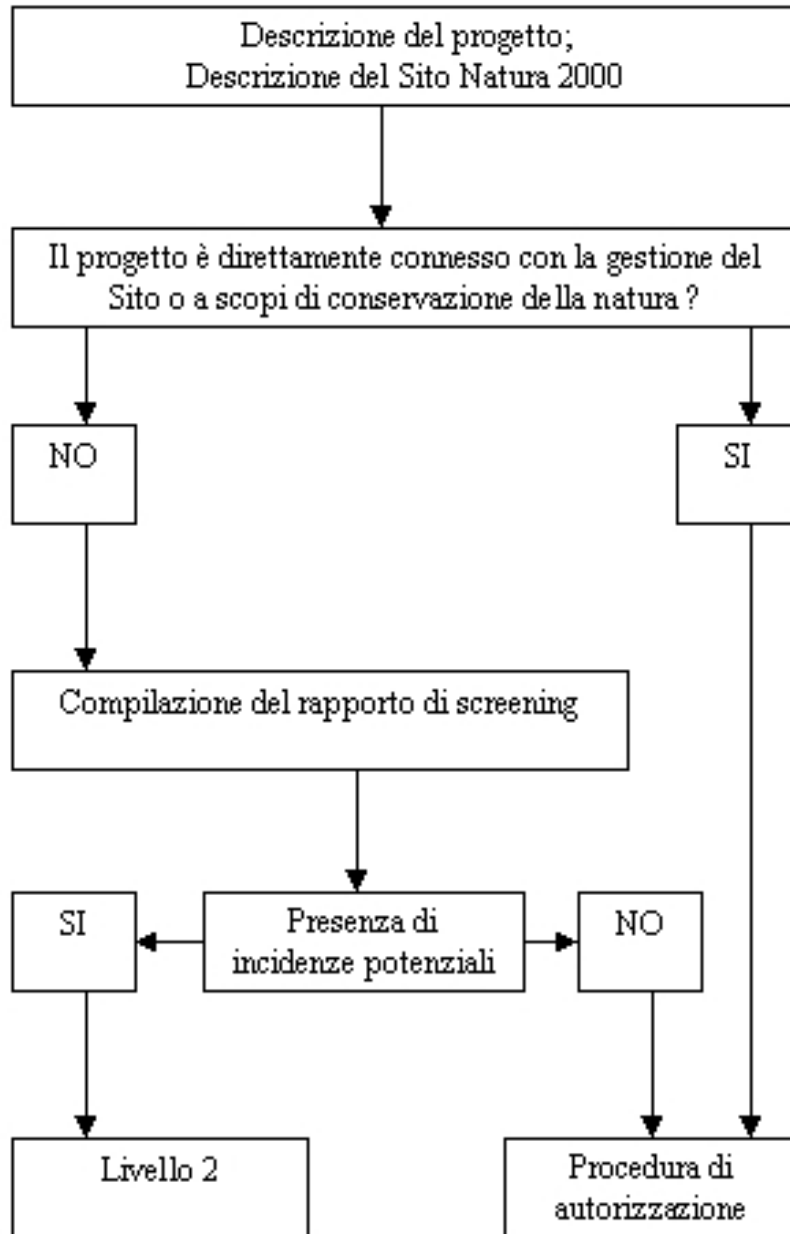 Descrizione del progetto;
Descrizione del Sito Natura 2000
Il progetto è direttamente connesso con la gestione del
Sito o a scopi di conservazione della natura ?
NO
SI
Compilazione del rapporto di screening
SI
Presenza di
incidenze potenziali
NO
Livello 2
Procedura di
autorizzazione